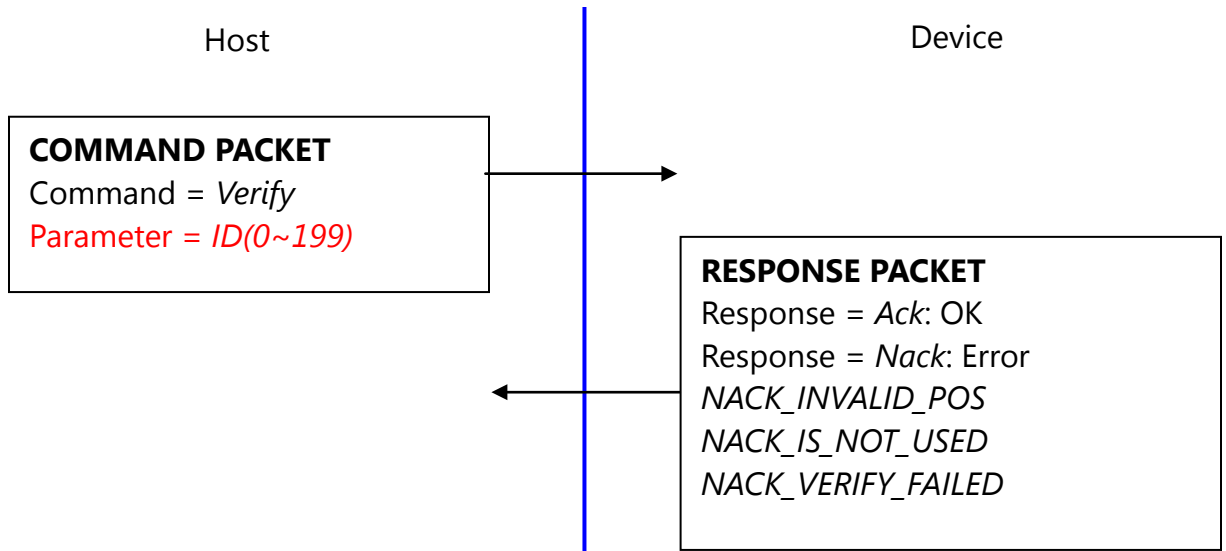 Host
Device
COMMAND PACKET
Command = Verify
Parameter = ID(0~199)
RESPONSE PACKET
Response = Ack: OK
Response = Nack: Error
NACK_INVALID_POS
NACK_IS_NOT_USED
NACK_VERIFY_FAILED